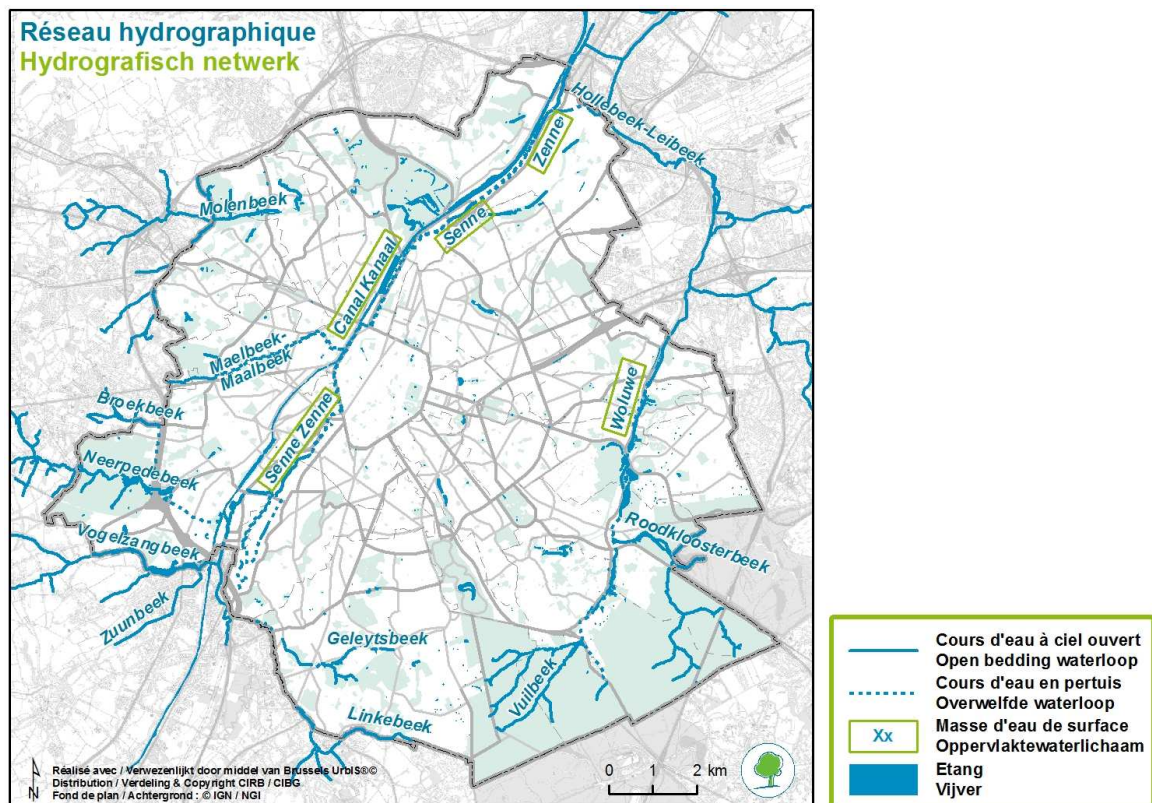 Réseau hydrographique
Hydrografisch netwerk
Hollebeek-Leibeek
Zenne
Molenbeek
Senne
Canal Kanaal
Maelbeek-
Maalbeek
Woluwe
Broekbeek
Senne Zenne
Neerpedebeek
Roodkloosterbeek
Vogelzangbeek
Zuunbeek
Geleytsbeek
Vuilbeek
Linkebeek
Cours d'eau à ciel ouvert
Open bedding waterloop
Cours d'eau en pertuis
Overwelfde waterloop
Xx
Masse d'eau de surface
Oppervlaktewaterlichaam
Etang
Vijver
N
Réalisé avec / Verwezenlijkt door middel van Brussels UrbIS®©
Distribution / Verdeling & Copyright CIRB / CIBG
Fond de plan / Achtergrond : © IGN / NGI
0 1 2 km